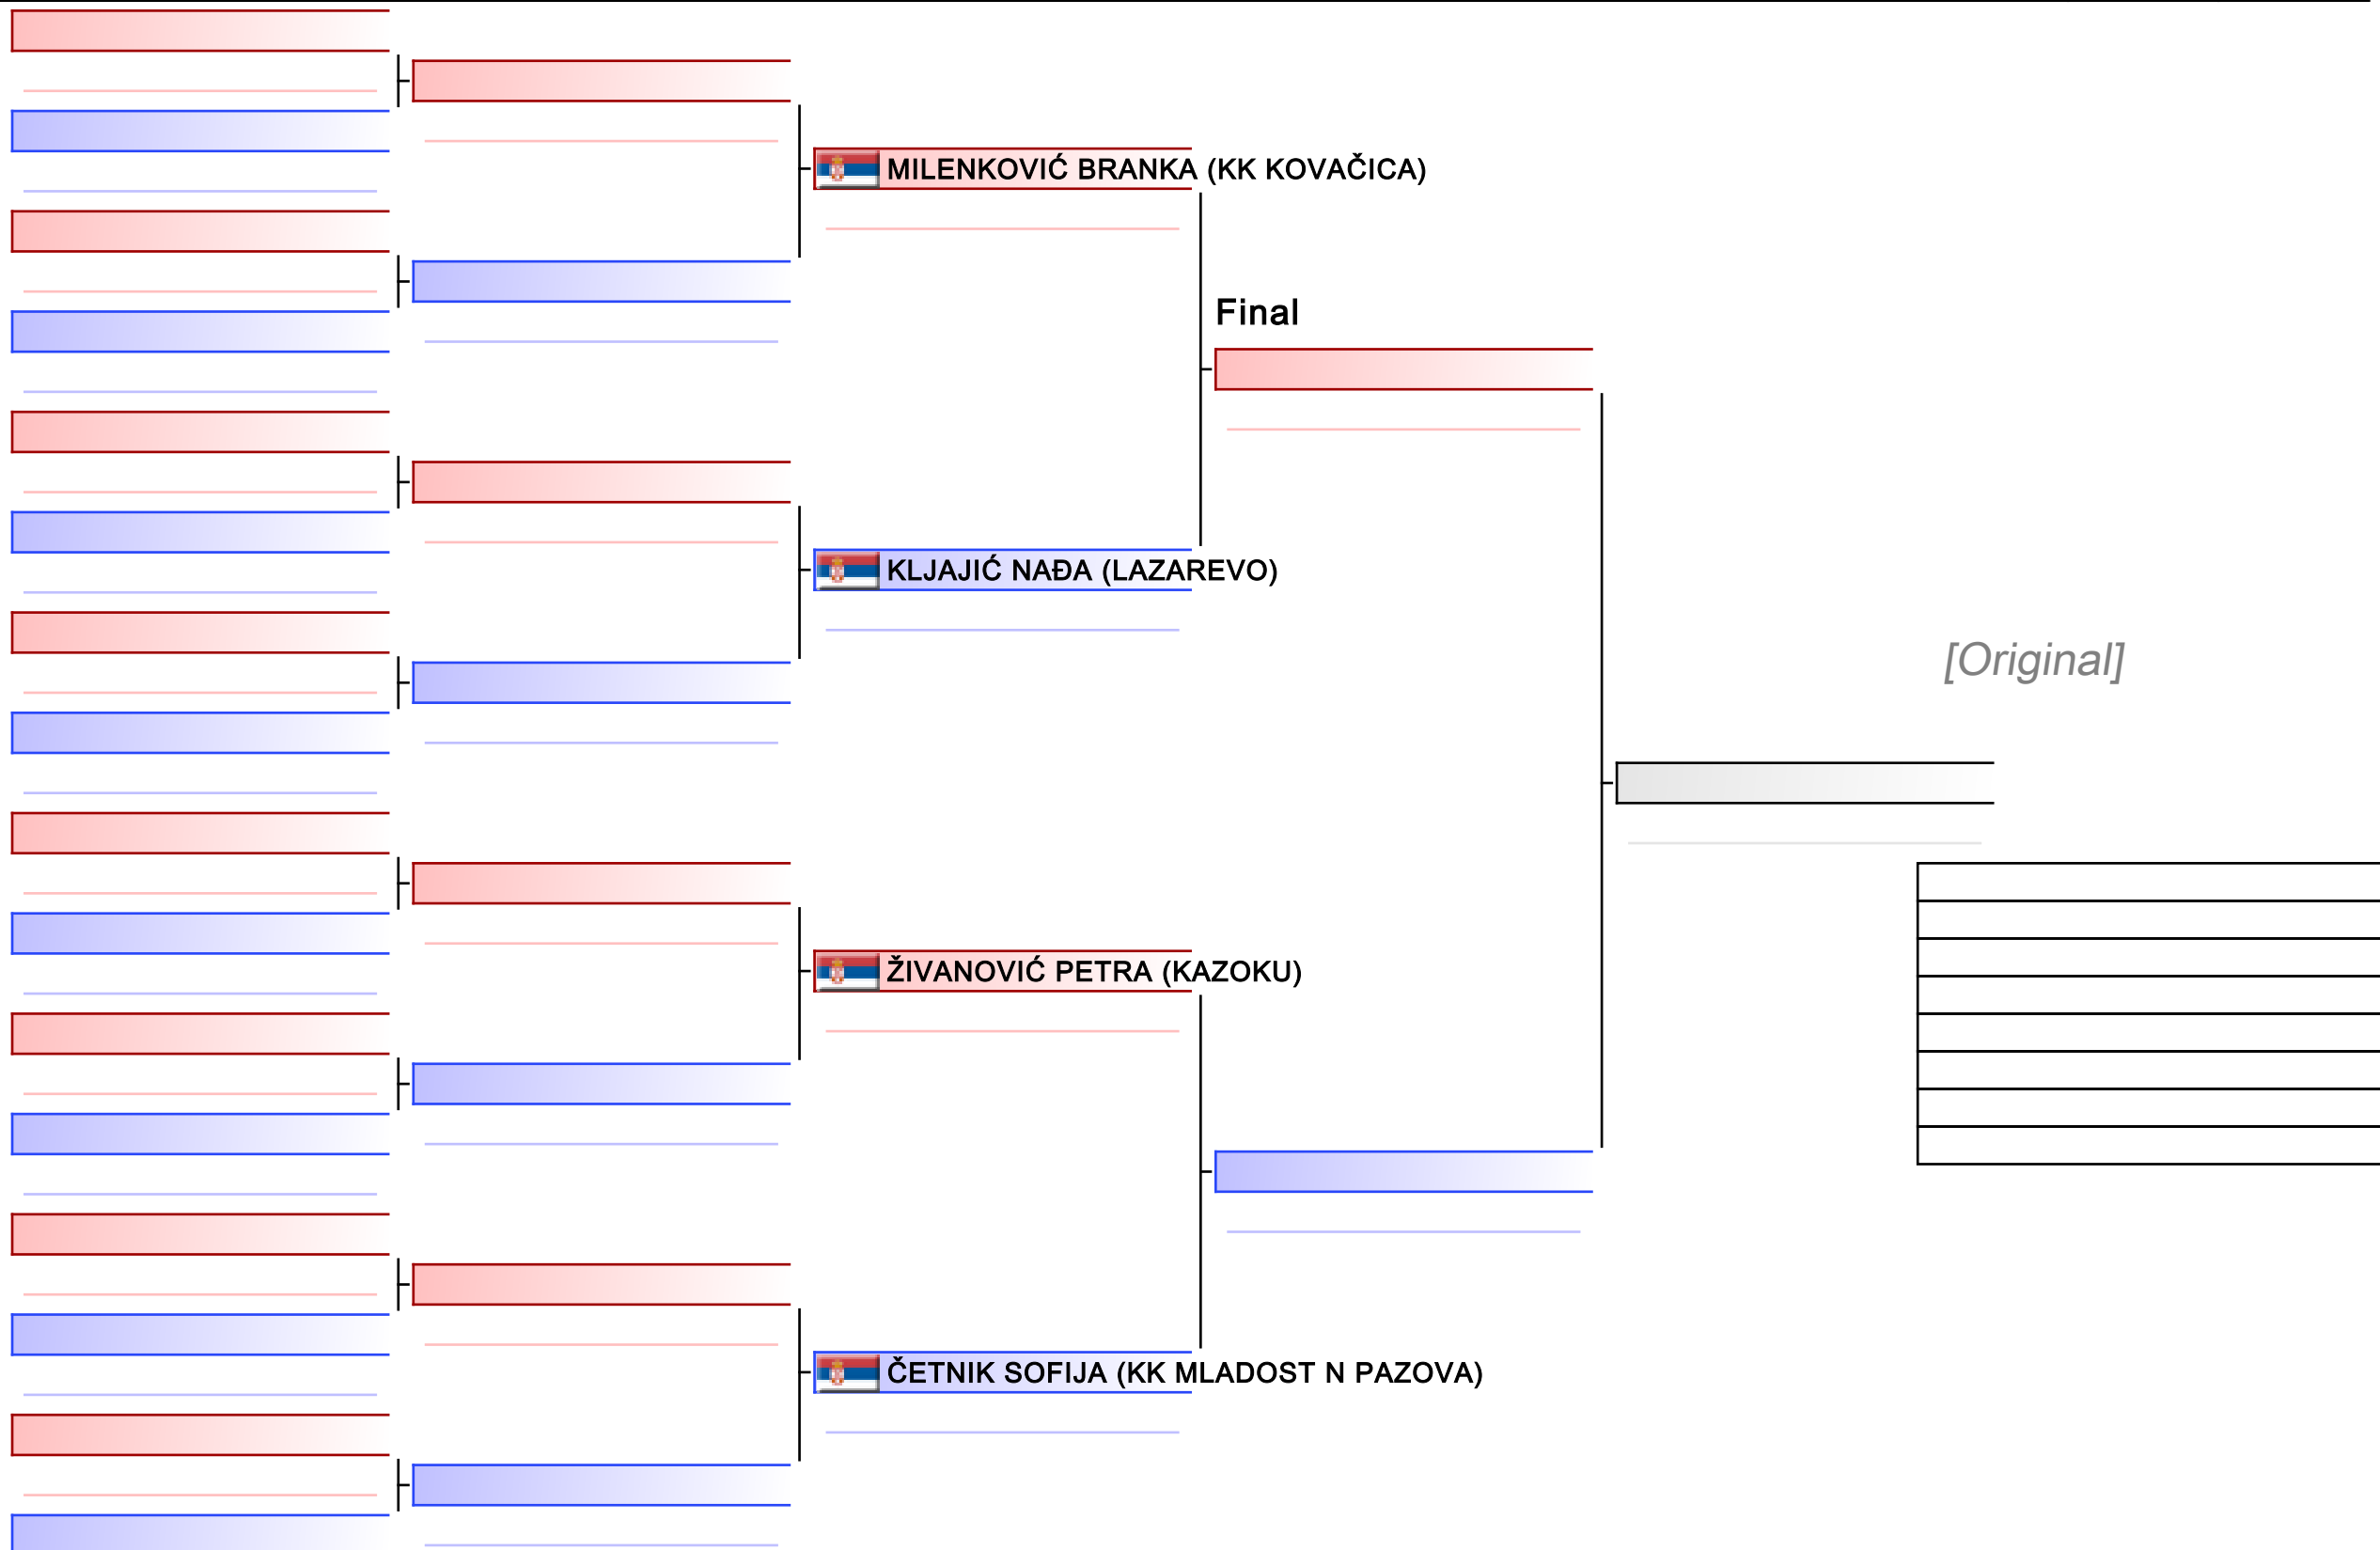 MILENKOVIĆ BRANKA (KK KOVAČICA)
Final
KLJAJIĆ NAĐA (LAZAREVO)
[Original]
ŽIVANOVIĆ PETRA (KAZOKU)
ČETNIK SOFIJA (KK MLADOST N PAZOVA)